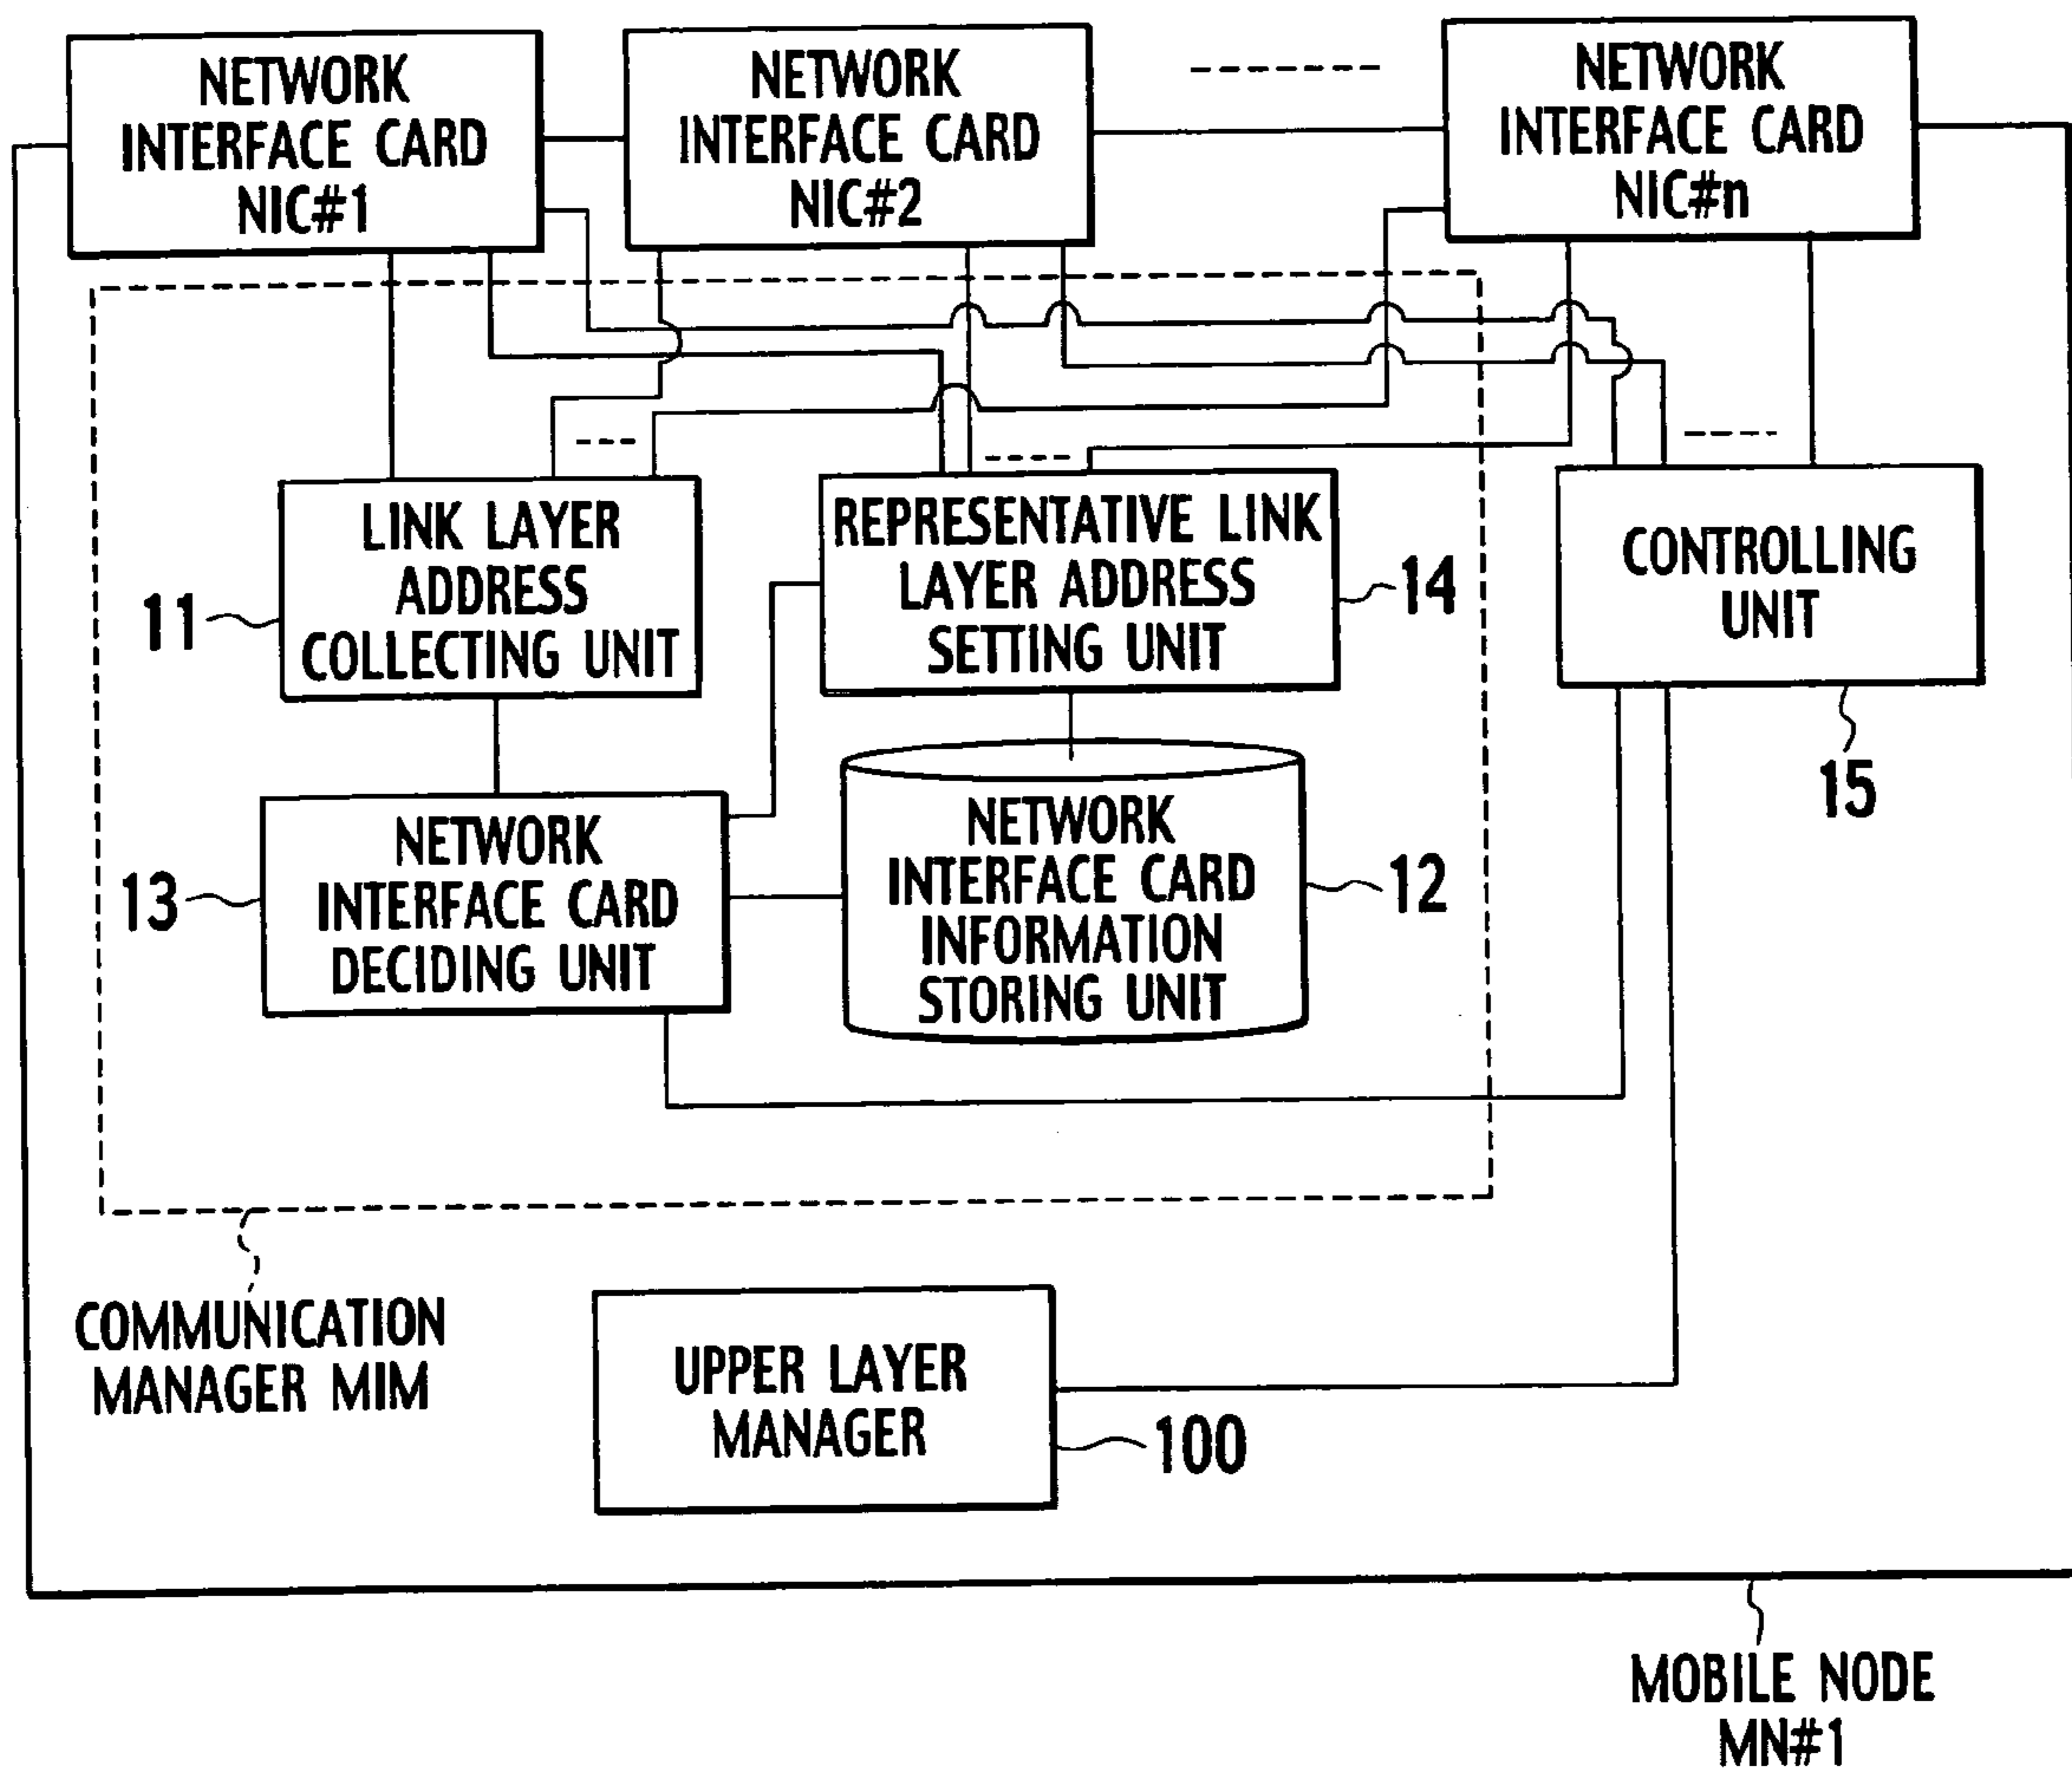 NETWORK
INTERFACE CARD
NIC#1
NETWORK
INTERFACE CARD
NIC#2
NETWORK
INTERFACE CARD
NIC#n
LINK LAYER
ADDRESS
COLLECTING UNIT
11
REPRESENTATIVE LINK
LAYER ADDRESS
SETTING UNIT
14
CONTROLLING
UNIT
15
NETWORK
INTERFACE CARD
DECIDING UNIT
13
NETWORK
INTERFACE CARD
INFORMATION
STORING UNIT
12
COMMUNICATION
MANAGER MIM
UPPER LAYER
MANAGER
100
MOBILE NODE
MN#1